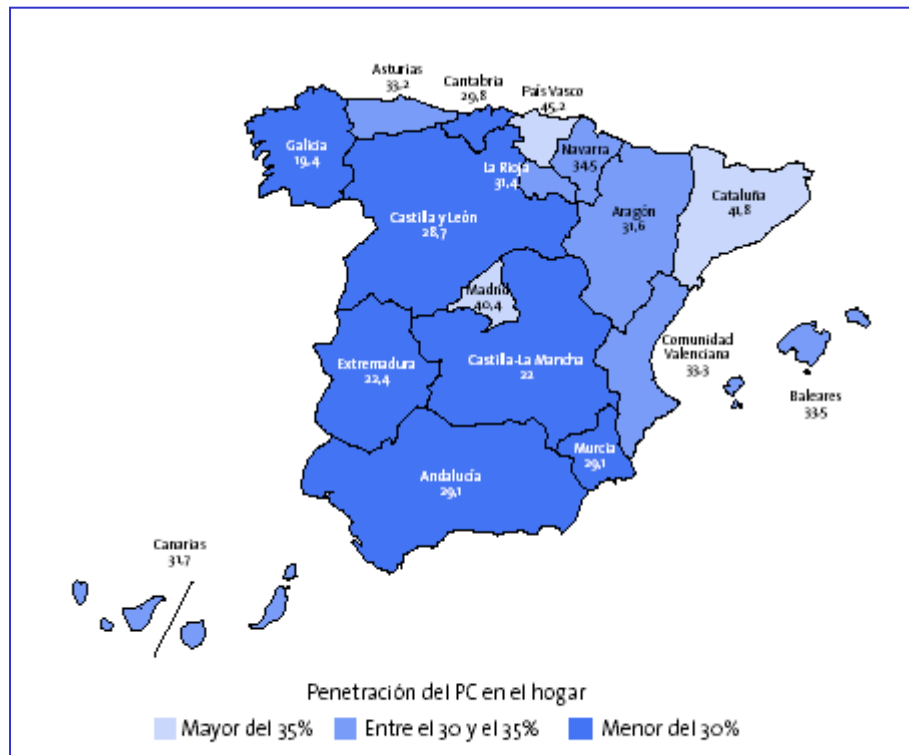 Asturias
33,2
Cantabria
29,8
País Vasco
45,2
Galicia
19,4
Navarra
34,5
La Rioja
31,4
Cataluña
41,8
Aragón
31,6
Castilla y León
28,7
Madrid
40,4
Comunidad
Valenciana
33,3
Extremadura
22,4
Castilla-La Mancha
22
Baleares
33,5
Murcia
29,1
Andalucía
29,1
Canarias
31,7
Penetración del PC en el hogar
Mayor del 35%
Entre el 30 y el 35%
Menor del 30%